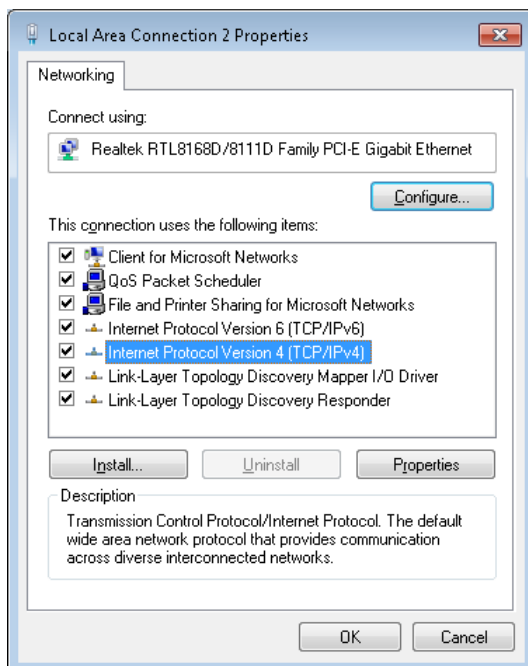 Local Area Connection 2 Properties
Networking
Connect using:
Realtek RTL8168D/8111D Family PCI-E Gigabit Ethernet
Configure...
This connection uses the following items:
Client for Microsoft Networks
QoS Packet Scheduler
File and Printer Sharing for Microsoft Networks
Internet Protocol Version 6 (TCP/IPv6)
Internet Protocol Version 4 (TCP/IPv4)
Link-Layer Topology Discovery Mapper I/O Driver
Link-Layer Topology Discovery Responder
Install... Uninstall Properties
Description
Transmission Control Protocol/Internet Protocol. The default
wide area network protocol that provides communication
across diverse interconnected networks.
OK Cancel